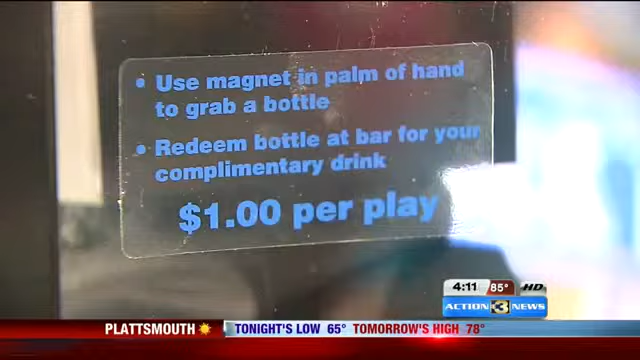 • Use magnet in palm of hand
to grab a bottle
• Redeem bottle at bar for your
complimentary drink
$1.00 per play
4:11 85° HD
ACTION 3 NEWS
PLATTSMOUTH TONIGHT'S LOW 65° TOMORROW'S HIGH 78°